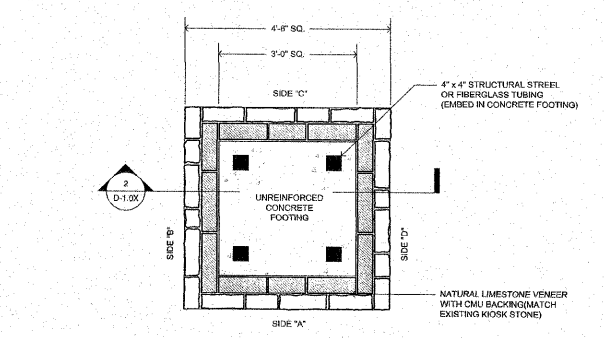 4'-6" SQ.
3'-0" SQ.
SIDE "C"
4" x 4" STRUCTURAL STREEL
OR FIBERGLASS TUBING
(EMBED IN CONCRETE FOOTING)
2
D-1.0X
UNREINFORCED
CONCRETE
FOOTING
SIDE "B"
SIDE "D"
NATURAL LIMESTONE VENEER
WITH CMU BACKING(MATCH
EXISTING KIOSK STONE)
SIDE "A"